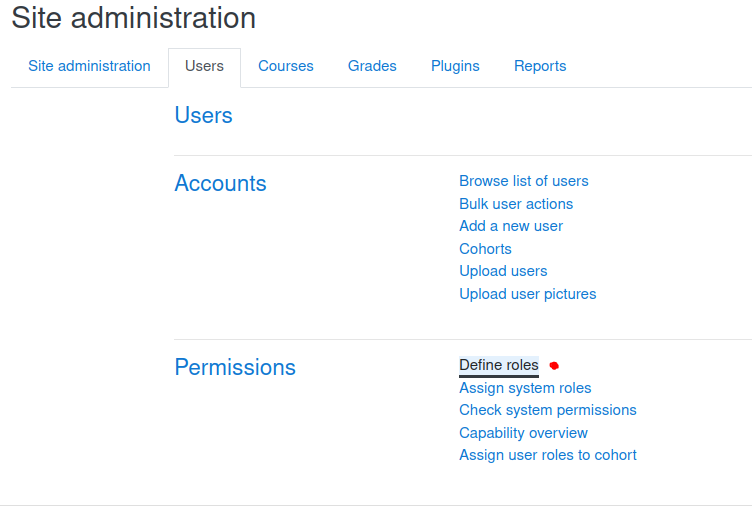 Site administration
Site administration Users Courses Grades Plugins Reports
Users
Accounts
Browse list of users
Bulk user actions
Add a new user
Cohorts
Upload users
Upload user pictures
Permissions
Define roles
Assign system roles
Check system permissions
Capability overview
Assign user roles to cohort